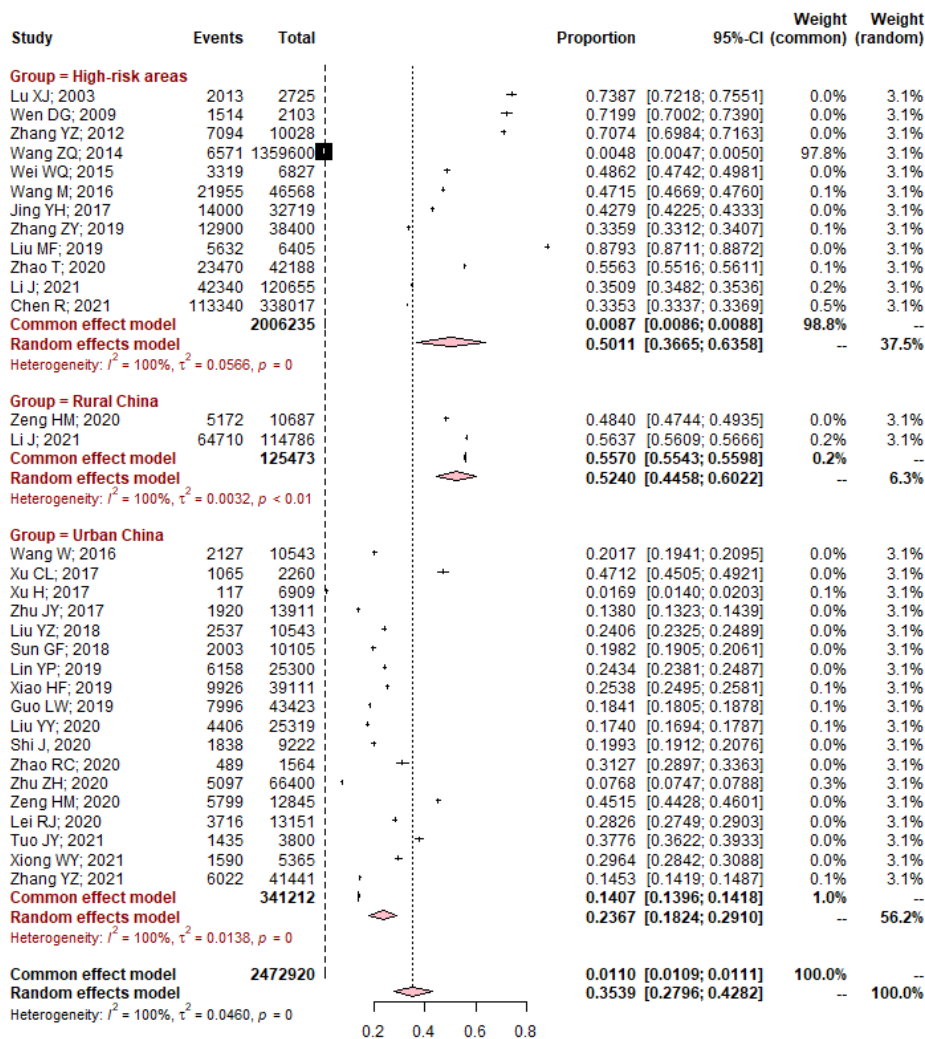 Weight Weight
Study Events Total Proportion 95%-CI (common) (random)
Group = High-risk areas
Lu XJ; 2003 2013 2725 0.7387 [0.7218; 0.7551] 0.0% 3.1%
Wen DG; 2009 1514 2103 0.7199 [0.7002; 0.7390] 0.0% 3.1%
Zhang YZ; 2012 7094 10028 0.7074 [0.6984; 0.7163] 0.0% 3.1%
Wang ZQ; 2014 6571 1359600 0.0048 [0.0047; 0.0050] 97.8% 3.1%
Wei WQ; 2015 3319 6827 0.4862 [0.4742; 0.4981] 0.0% 3.1%
Wang M; 2016 21955 46568 0.4715 [0.4669; 0.4760] 0.1% 3.1%
Jing YH; 2017 14000 32719 0.4279 [0.4225; 0.4333] 0.0% 3.1%
Zhang ZY; 2019 12900 38400 0.3359 [0.3312; 0.3407] 0.1% 3.1%
Liu MF; 2019 5632 6405 0.8793 [0.8711; 0.8872] 0.0% 3.1%
Zhao T; 2020 23470 42188 0.5563 [0.5516; 0.5611] 0.1% 3.1%
Li J; 2021 42340 120655 0.3509 [0.3482; 0.3536] 0.2% 3.1%
Chen R; 2021 113340 338017 0.3353 [0.3337; 0.3369] 0.5% 3.1%
Common effect model 2006235 0.0087 [0.0086; 0.0088] 98.8% --
Random effects model 0.5011 [0.3665; 0.6358] -- 37.5%
Heterogeneity: I² = 100%, τ² = 0.0566, p = 0
Group = Rural China
Zeng HM; 2020 5172 10687 0.4840 [0.4744; 0.4935] 0.0% 3.1%
Li J; 2021 64710 114786 0.5637 [0.5609; 0.5666] 0.2% 3.1%
Common effect model 125473 0.5570 [0.5543; 0.5598] 0.2% --
Random effects model 0.5240 [0.4458; 0.6022] -- 6.3%
Heterogeneity: I² = 100%, τ² = 0.0032, p < 0.01
Group = Urban China
Wang W; 2016 2127 10543 0.2017 [0.1941; 0.2095] 0.0% 3.1%
Xu CL; 2017 1065 2260 0.4712 [0.4505; 0.4921] 0.0% 3.1%
Xu H; 2017 117 6909 0.0169 [0.0140; 0.0203] 0.1% 3.1%
Zhu JY; 2017 1920 13911 0.1380 [0.1323; 0.1439] 0.0% 3.1%
Liu YZ; 2018 2537 10543 0.2406 [0.2325; 0.2489] 0.0% 3.1%
Sun GF; 2018 2003 10105 0.1982 [0.1905; 0.2061] 0.0% 3.1%
Lin YP; 2019 6158 25300 0.2434 [0.2381; 0.2487] 0.0% 3.1%
Xiao HF; 2019 9926 39111 0.2538 [0.2495; 0.2581] 0.1% 3.1%
Guo LW; 2019 7996 43423 0.1841 [0.1805; 0.1878] 0.1% 3.1%
Liu YY; 2020 4406 25319 0.1740 [0.1694; 0.1787] 0.1% 3.1%
Shi J, 2020 1838 9222 0.1993 [0.1912; 0.2076] 0.0% 3.1%
Zhao RC; 2020 489 1564 0.3127 [0.2897; 0.3363] 0.0% 3.1%
Zhu ZH; 2020 5097 66400 0.0768 [0.0747; 0.0788] 0.3% 3.1%
Zeng HM; 2020 5799 12845 0.4515 [0.4428; 0.4601] 0.0% 3.1%
Lei RJ; 2020 3716 13151 0.2826 [0.2749; 0.2903] 0.0% 3.1%
Tuo JY; 2021 1435 3800 0.3776 [0.3622; 0.3933] 0.0% 3.1%
Xiong WY; 2021 1590 5365 0.2964 [0.2842; 0.3088] 0.0% 3.1%
Zhang YZ; 2021 6022 41441 0.1453 [0.1419; 0.1487] 0.1% 3.1%
Common effect model 341212 0.1407 [0.1396; 0.1418] 1.0% --
Random effects model 0.2367 [0.1824; 0.2910] -- 56.2%
Heterogeneity: I² = 100%, τ² = 0.0138, p = 0
Common effect model 2472920 0.0110 [0.0109; 0.0111] 100.0% --
Random effects model 0.3539 [0.2796; 0.4282] -- 100.0%
Heterogeneity: I² = 100%, τ² = 0.0460, p = 0
0.2 0.4 0.6 0.8